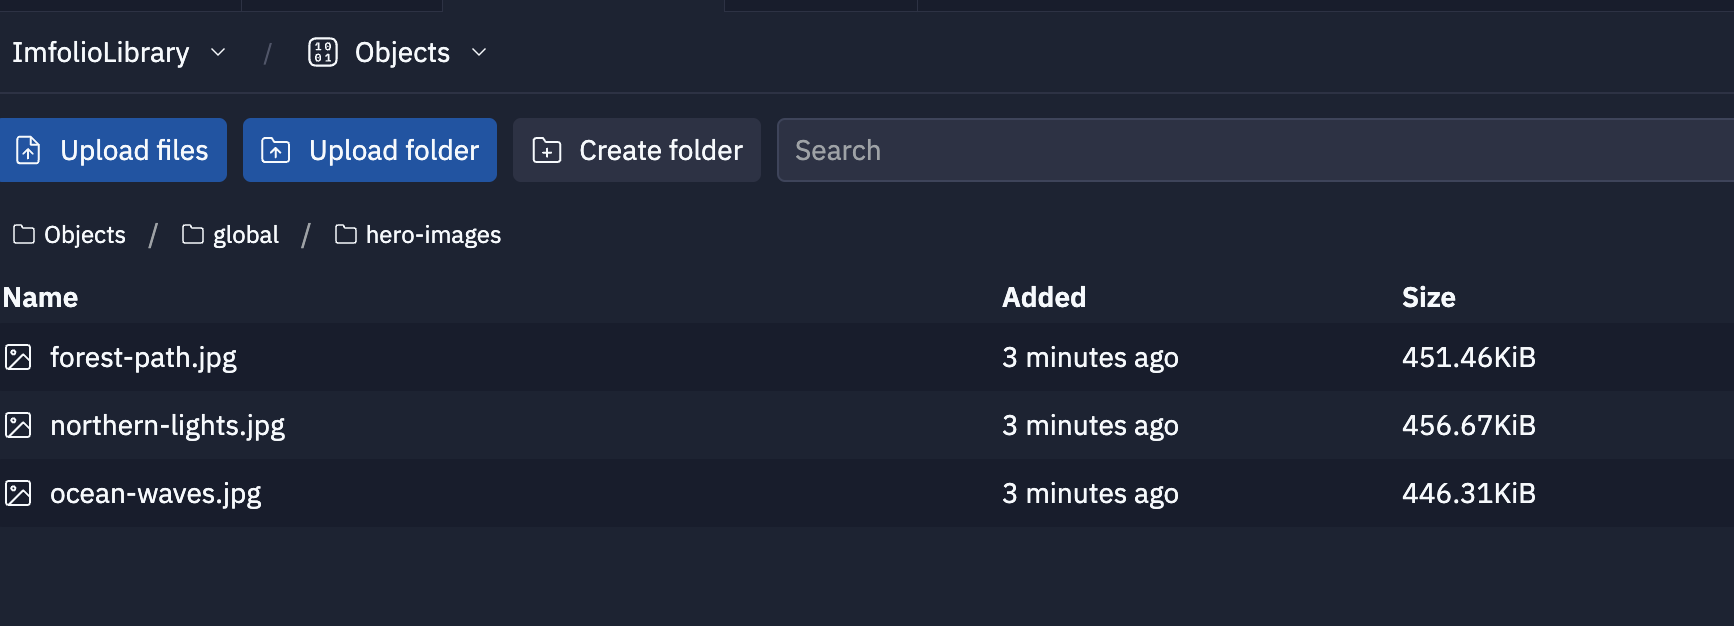 ImfolioLibrary / Objects
Upload files Upload folder Create folder Search
Objects / global / hero-images
Name Added Size
forest-path.jpg 3 minutes ago 451.46KiB
northern-lights.jpg 3 minutes ago 456.67KiB
ocean-waves.jpg 3 minutes ago 446.31KiB